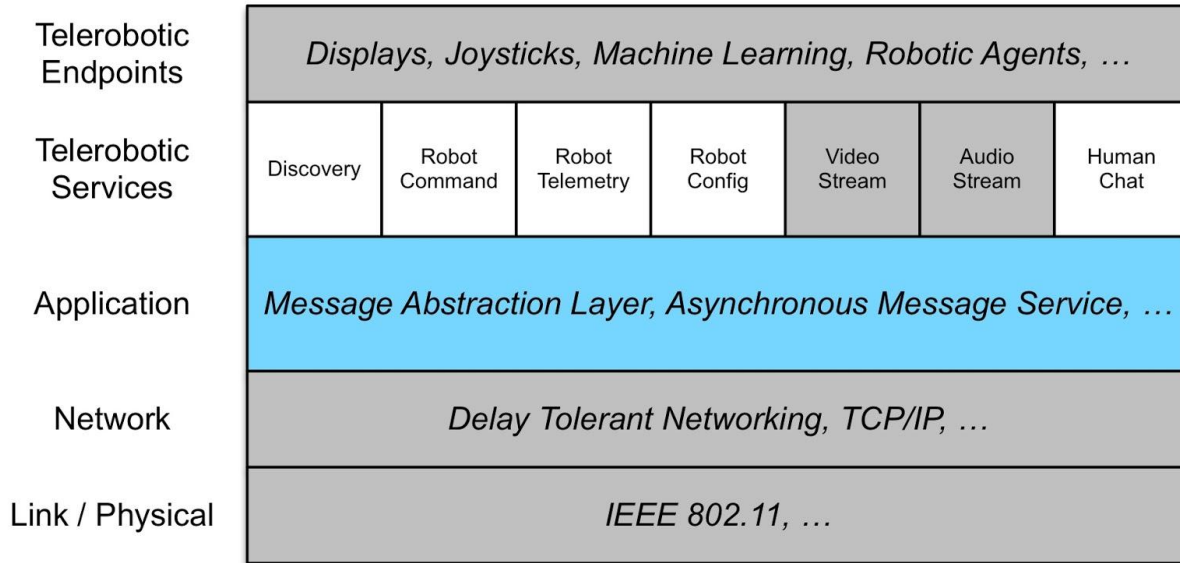 Telerobotic
Endpoints
Displays, Joysticks, Machine Learning, Robotic Agents, …
Telerobotic
Services
Discovery
Robot
Command
Robot
Telemetry
Robot
Config
Video
Stream
Audio
Stream
Human
Chat
Application
Message Abstraction Layer, Asynchronous Message Service, …
Network
Delay Tolerant Networking, TCP/IP, …
Link / Physical
IEEE 802.11, …